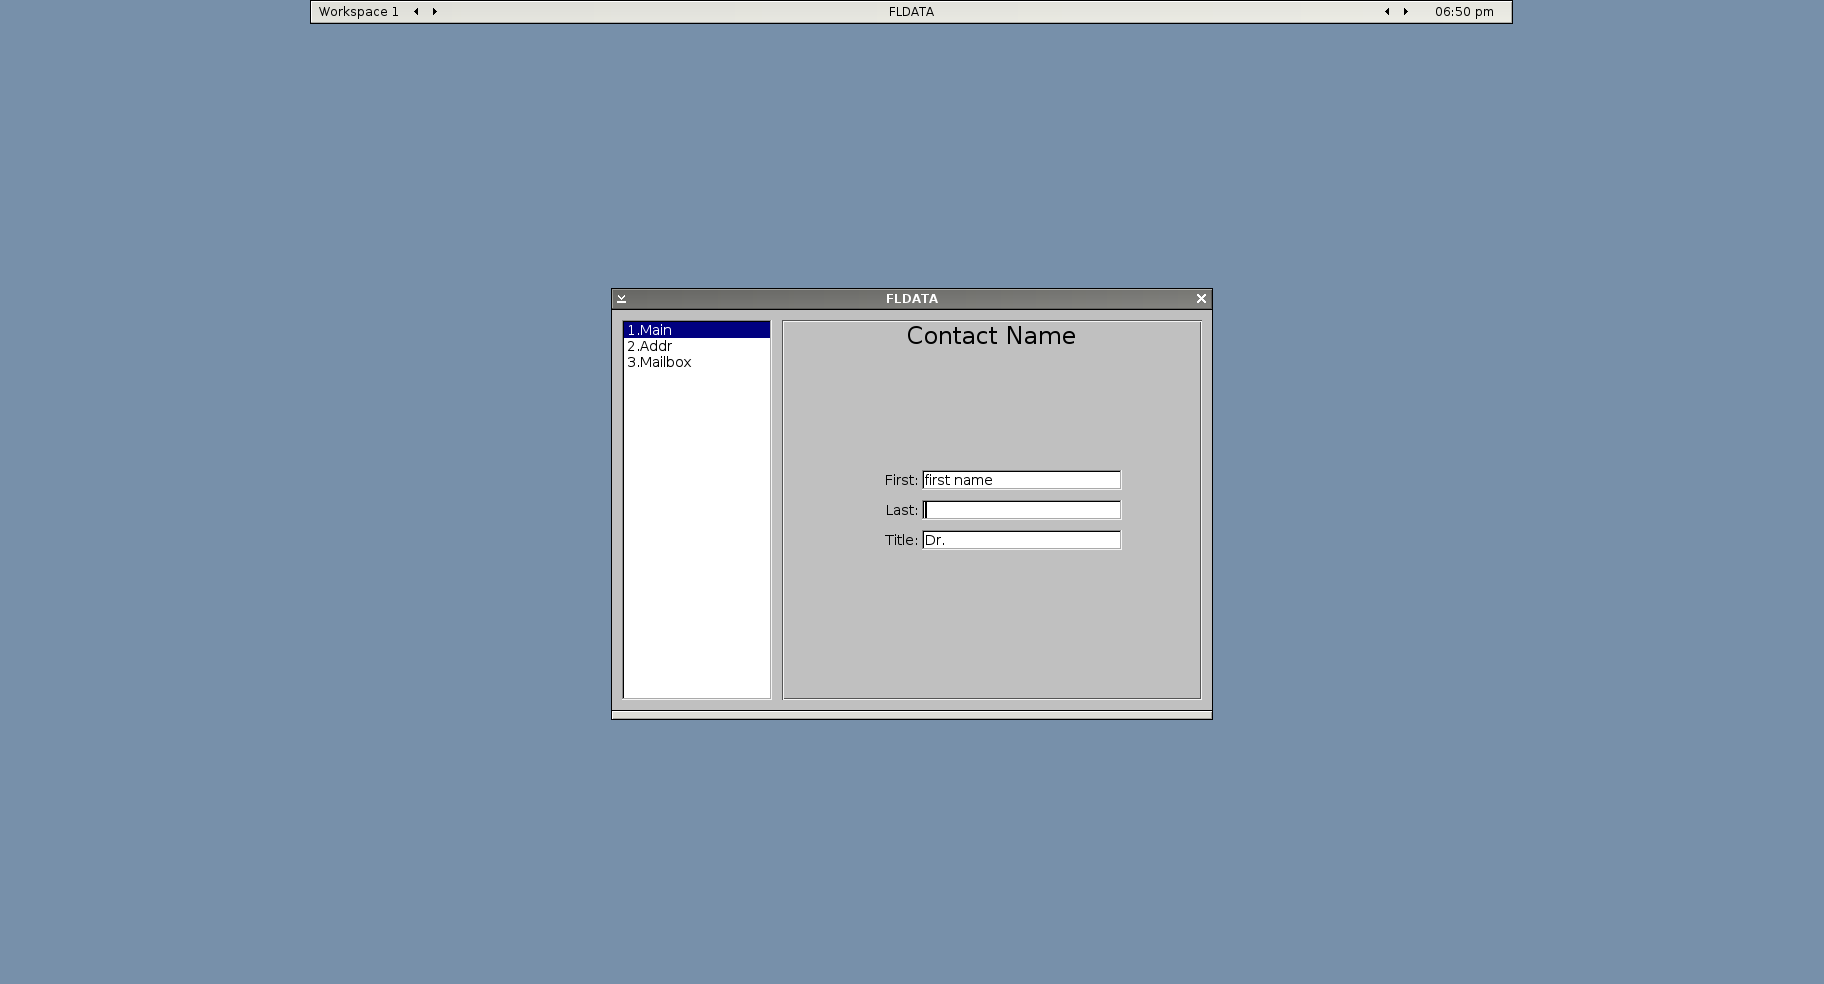 Workspace 1
FLDATA
06:50 pm
FLDATA
1.Main
2.Addr
3.Mailbox
Contact Name
First: first name
Last:
Title: Dr.